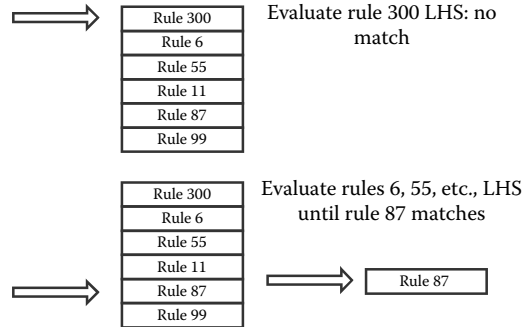 Rule 300
Rule 6
Rule 55
Rule 11
Rule 87
Rule 99
Evaluate rule 300 LHS: no
match
Rule 300
Rule 6
Rule 55
Rule 11
Rule 87
Rule 99
Evaluate rules 6, 55, etc., LHS
until rule 87 matches
Rule 87